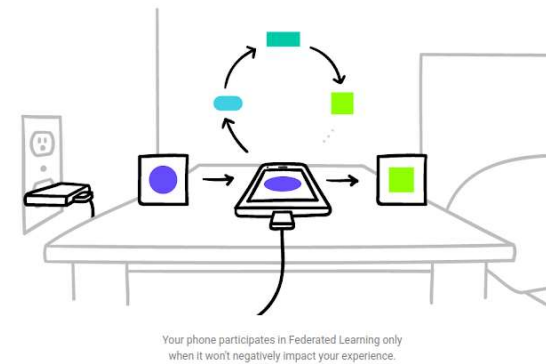 Your phone participates in Federated Learning only
when it won't negatively impact your experience.